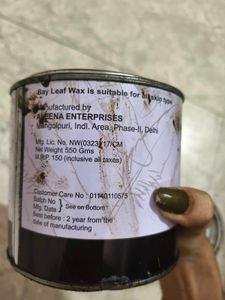 Bay Leaf Wax is suitable for all skin type
Manufactured by
ALEENA ENTERPRISES
Mangolpuri, Indl. Area, Phase-II, Delhi
Mfg. Lic. No. NW(0323)/17/CM
Net Weight 550 Gms
M.R.P. 150 (inclusive all taxes)
Customer Care No : 01140110575
Batch No
Mfg. Date } See on Bottom
Best before : 2 year from the
date of manufacturing